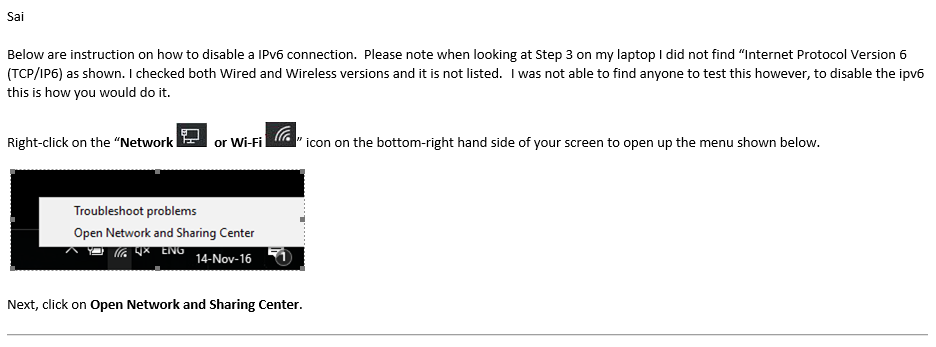 Sai
Below are instruction on how to disable a IPv6 connection.  Please note when looking at Step 3 on my laptop I did not find “Internet Protocol Version 6
(TCP/IP6) as shown. I checked both Wired and Wireless versions and it is not listed.  I was not able to find anyone to test this however, to disable the ipv6
this is how you would do it.
Right-click on the “Network or Wi-Fi ” icon on the bottom-right hand side of your screen to open up the menu shown below.
Troubleshoot problems
Open Network and Sharing Center
ENG
14-Nov-16
1
Next, click on Open Network and Sharing Center.